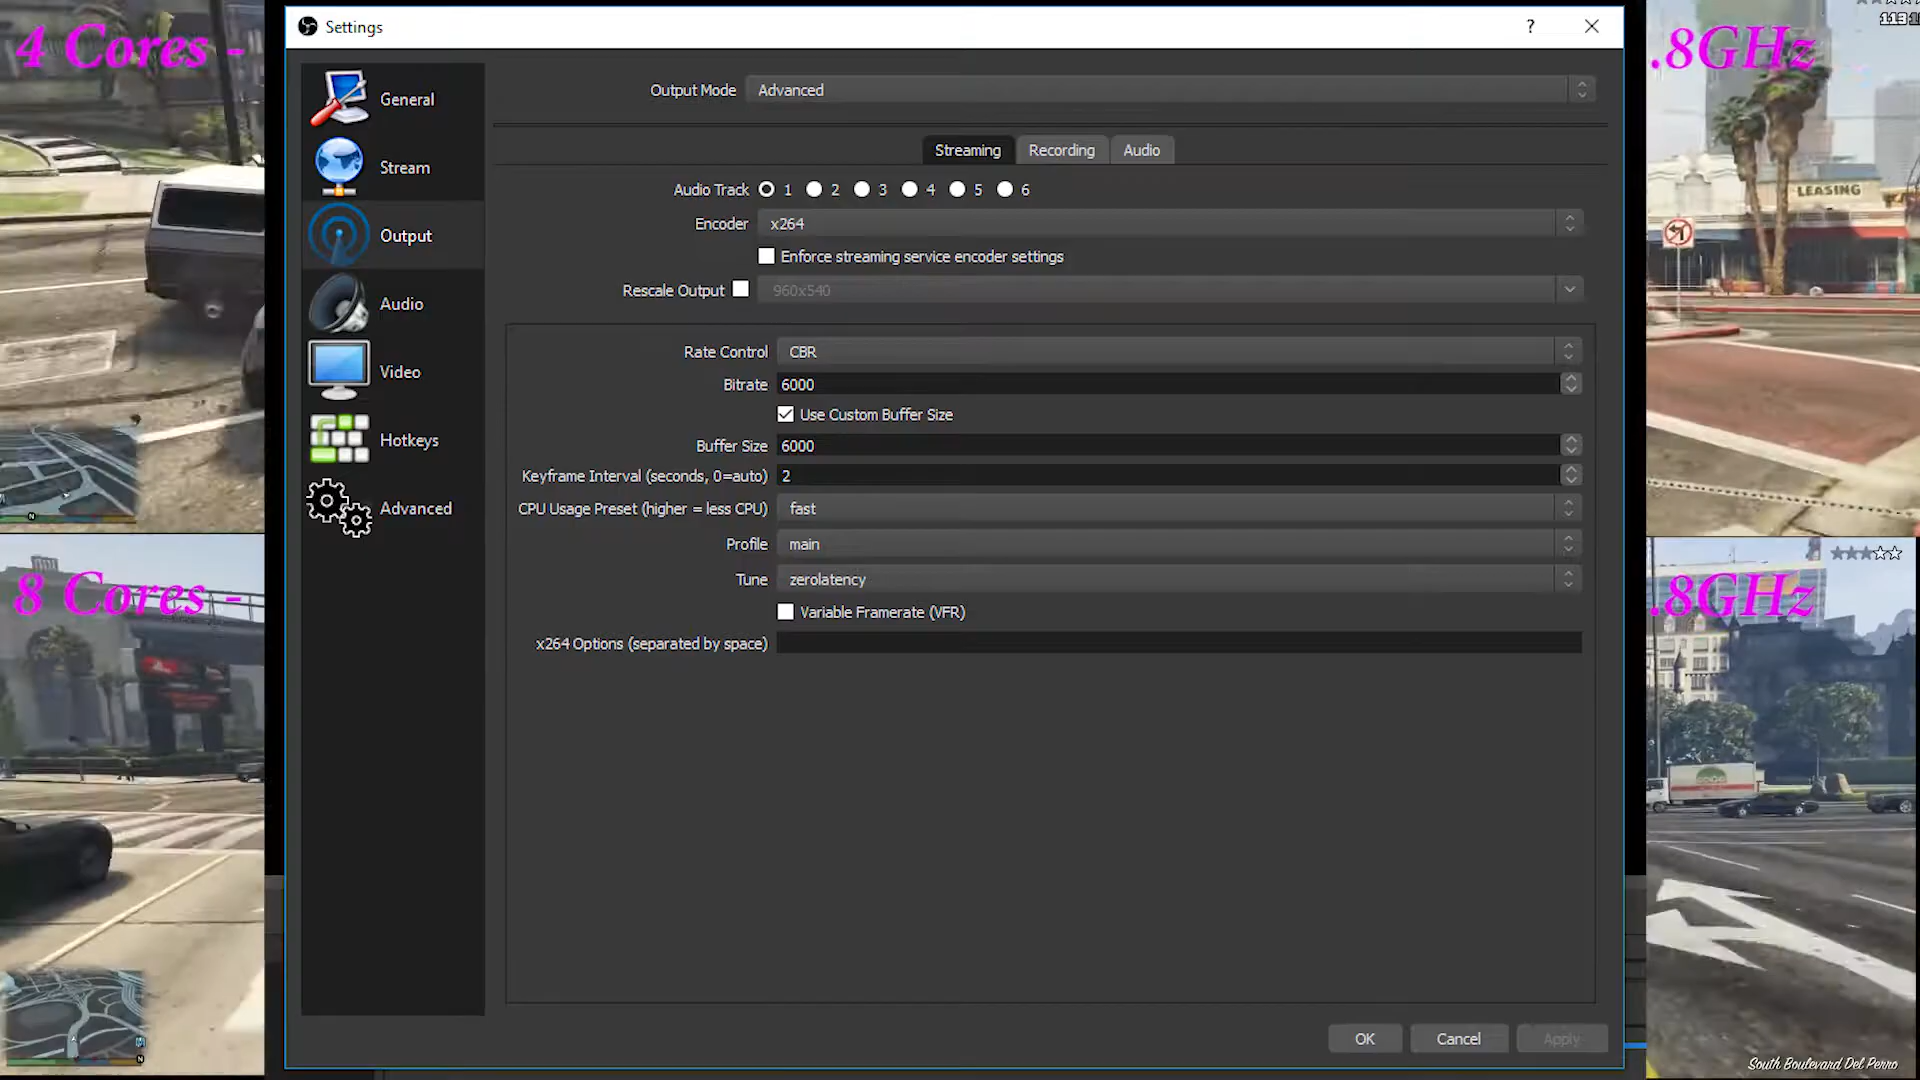 4 Cores -
.8GHz
Settings
?
General
Stream
Output
Audio
Video
Hotkeys
Advanced
Output Mode Advanced
Streaming Recording Audio
Audio Track 1 2 3 4 5 6
Encoder x264
Enforce streaming service encoder settings
Rescale Output 960x540
Rate Control CBR
Bitrate 6000
Use Custom Buffer Size
Buffer Size 6000
Keyframe Interval (seconds, 0=auto) 2
CPU Usage Preset (higher = less CPU) fast
Profile main
Tune zerolatency
Variable Framerate (VFR)
x264 Options (separated by space)
OK Cancel Apply
LEASING
8 Cores -
.8GHz
South Boulevard Del Perro
N
N